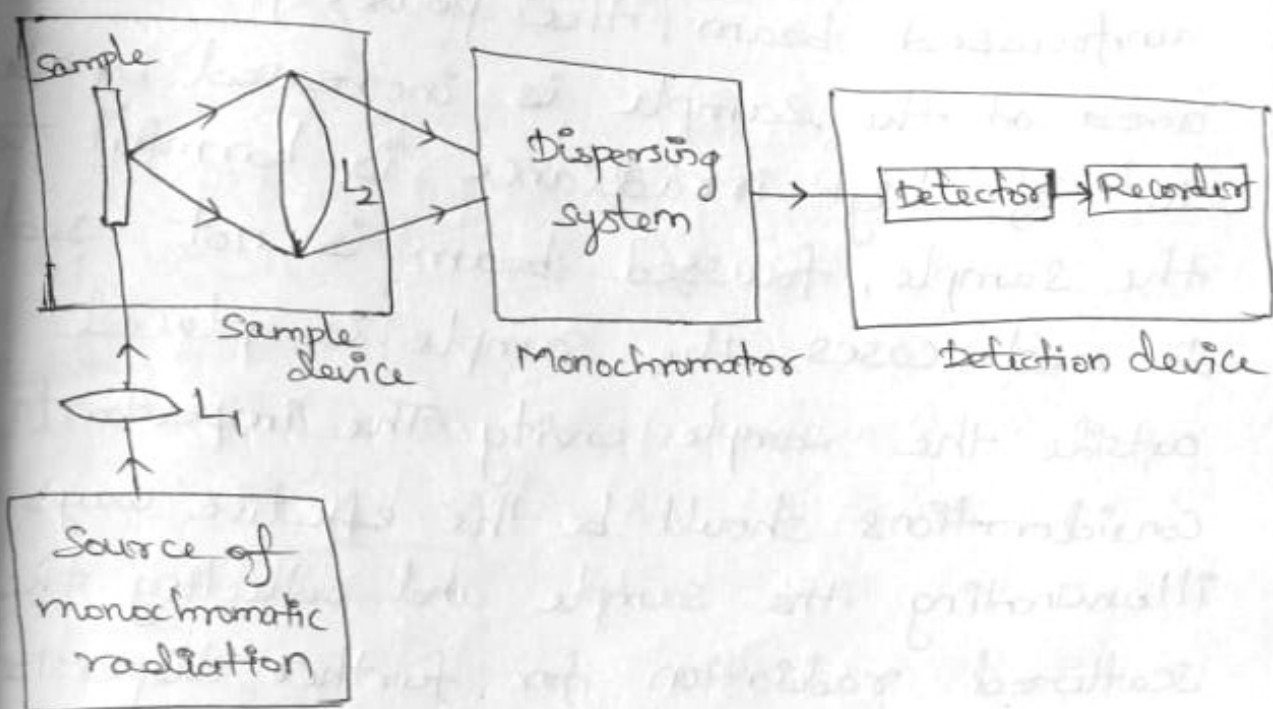 Sample
L2
Sample
device
Dispersing
system
Monochromator
Detector
Recorder
Detection device
L1
Source of
monochromatic
radiation